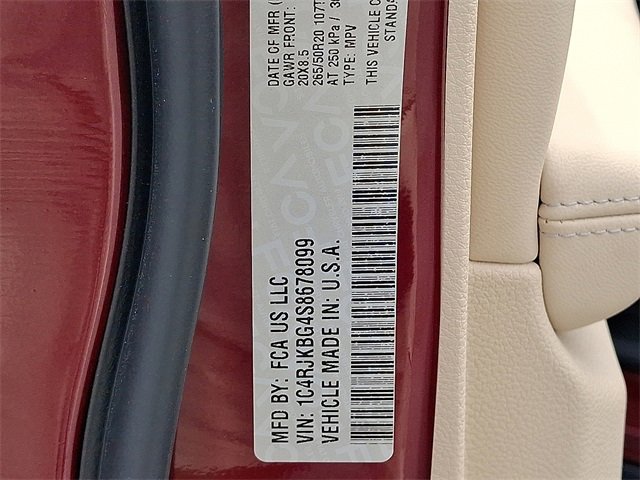 MFD BY: FCA US LLC
VIN: 1C4RJKBG4S8678099
VEHICLE MADE IN: U.S.A.
DATE OF MFR (
GAWR FRONT:
20X8.5
265/50R20 107T
AT 250 kPa /
TYPE: MPV
THIS VEHICLE C
STANDA